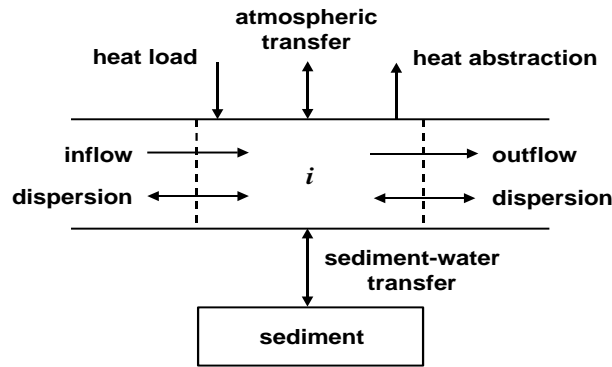 atmospheric
transfer
heat load
heat abstraction
inflow
i
outflow
dispersion
dispersion
sediment-water
transfer
sediment